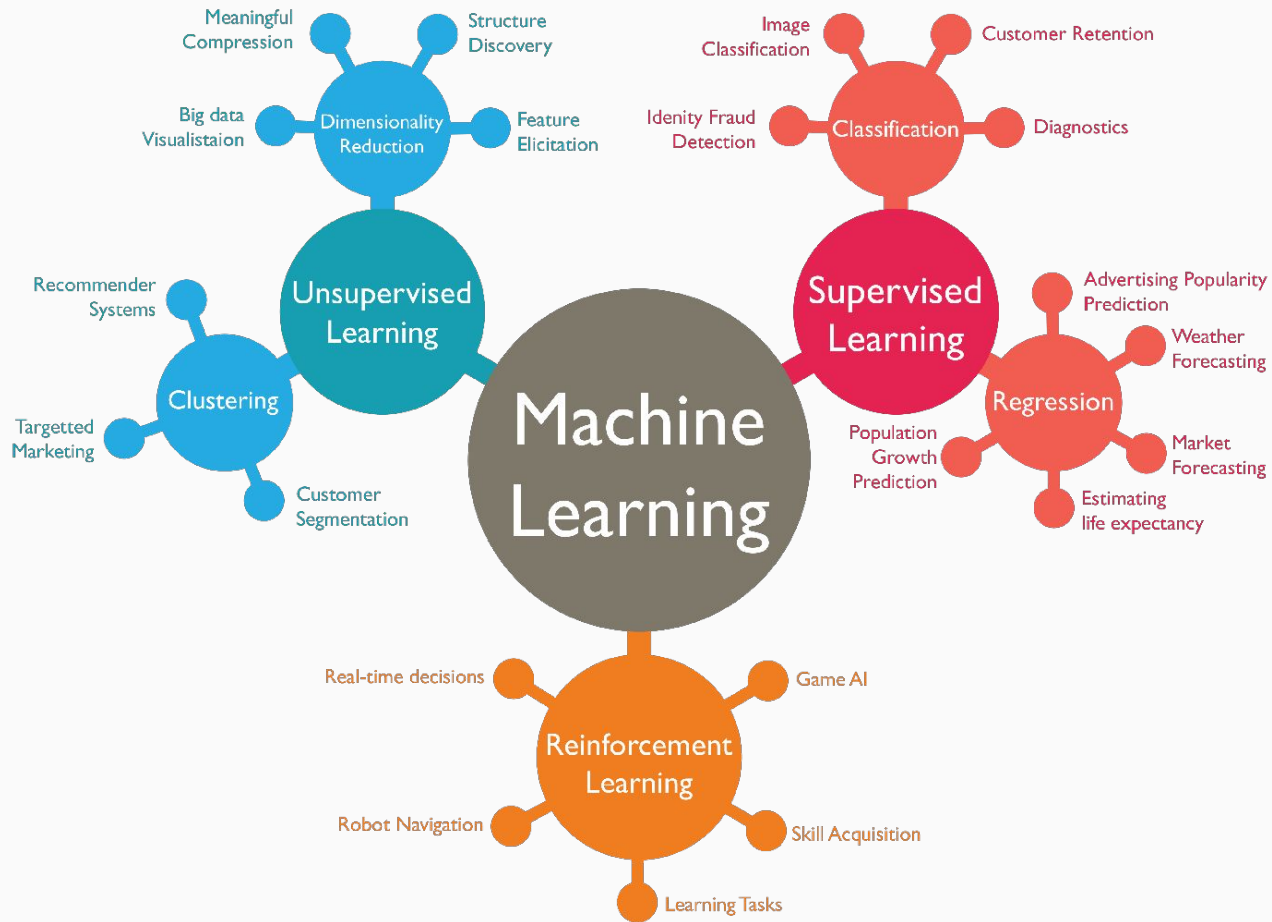 Meaningful
Compression
Structure
Discovery
Big data
Visualistaion
Dimensionality
Reduction
Feature
Elicitation
Image
Classification
Customer Retention
Idenity Fraud
Detection
Classification
Diagnostics
Unsupervised
Learning
Recommender
Systems
Clustering
Targetted
Marketing
Customer
Segmentation
Supervised
Learning
Advertising Popularity
Prediction
Weather
Forecasting
Regression
Population
Growth
Prediction
Market
Forecasting
Estimating
life expectancy
Machine
Learning
Real-time decisions
Game AI
Reinforcement
Learning
Robot Navigation
Skill Acquisition
Learning Tasks